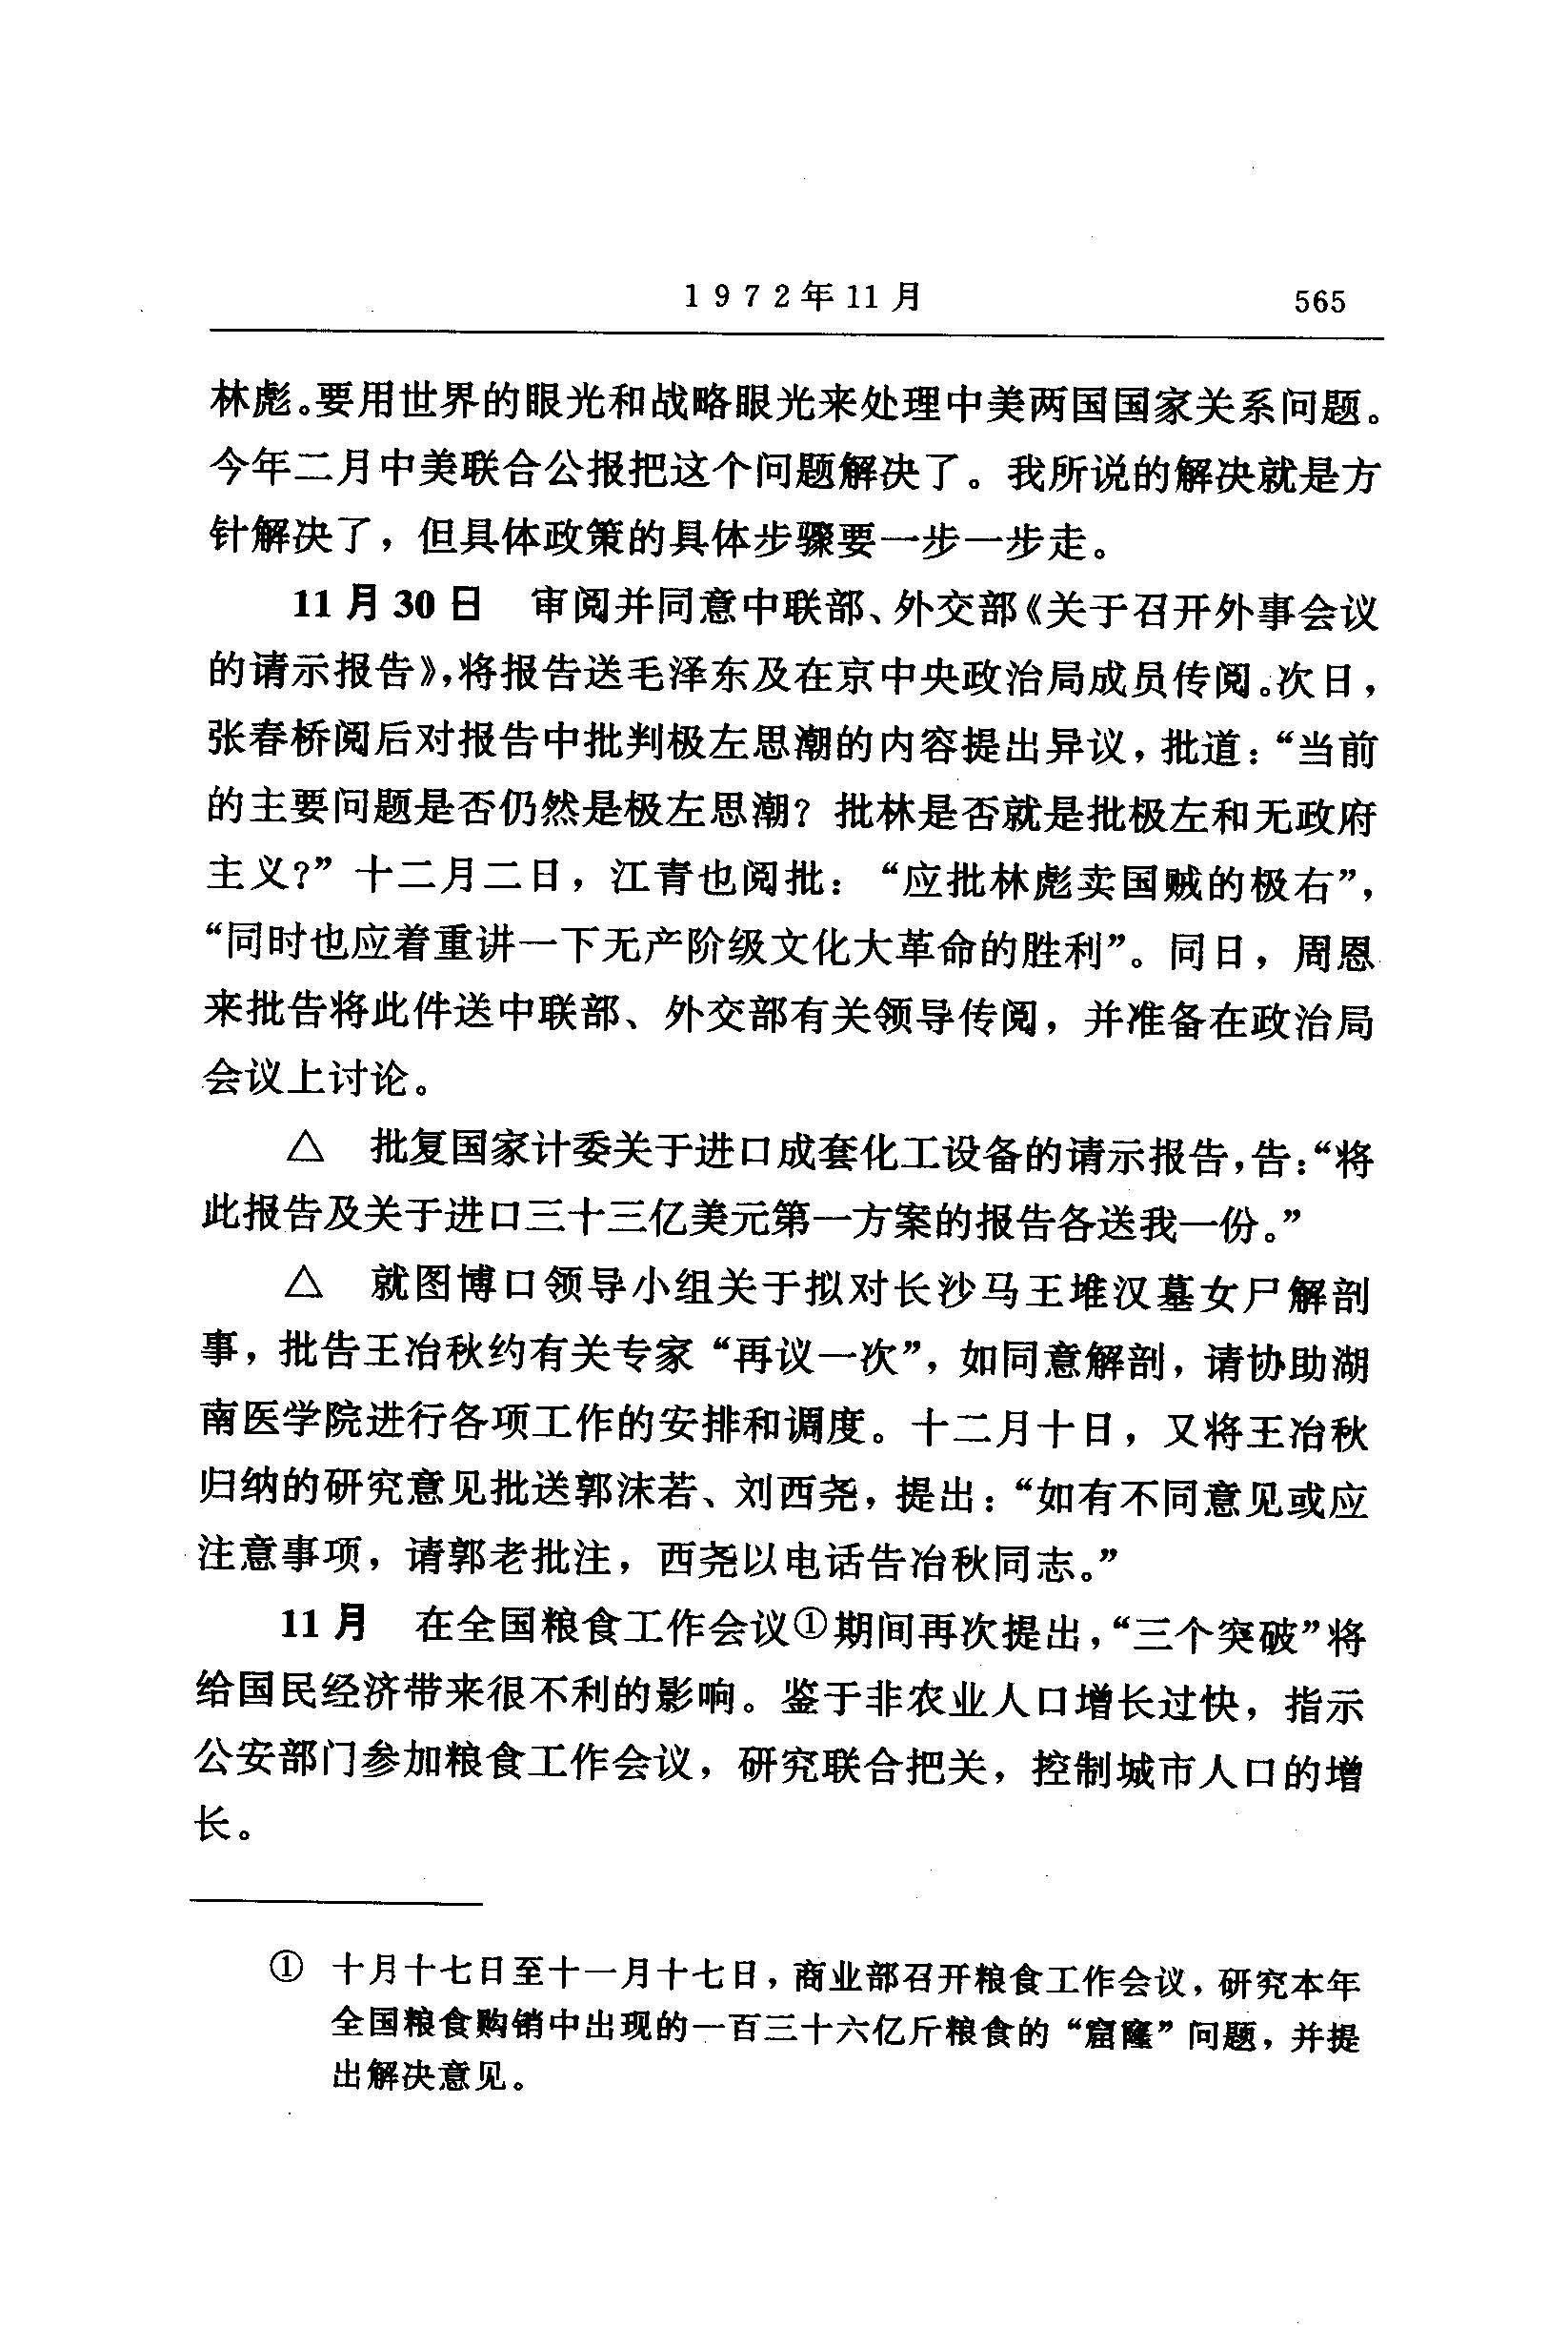 1972年11月 565
林彪。要用世界的眼光和战略眼光来处理中美两国国家关系问题。
今年二月中美联合公报把这个问题解决了。我所说的解决就是方
针解决了，但具体政策的具体步骤要一步一步走。
11月30日 审阅并同意中联部、外交部《关于召开外事会议
的请示报告》，将报告送毛泽东及在京中央政治局成员传阅。次日，
张春桥阅后对报告中批判极左思潮的内容提出异议，批道：“当前
的主要问题是否仍然是极左思潮？批林是否就是批极左和无政府
主义？”十二月二日，江青也阅批：“应批林彪卖国贼的极右”，
“同时也应着重讲一下无产阶级文化大革命的胜利”。同日，周恩
来批告将此件送中联部、外交部有关领导传阅，并准备在政治局
会议上讨论。
△ 批复国家计委关于进口成套化工设备的请示报告，告：“将
此报告及关于进口三十三亿美元第一方案的报告各送我一份。”
△ 就图博口领导小组关于拟对长沙马王堆汉墓女尸解剖
事，批告王冶秋约有关专家“再议一次”，如同意解剖，请协助湖
南医学院进行各项工作的安排和调度。十二月十日，又将王冶秋
归纳的研究意见批送郭沫若、刘西尧，提出：“如有不同意见或应
注意事项，请郭老批注，西尧以电话告冶秋同志。”
11月 在全国粮食工作会议①期间再次提出，“三个突破”将
给国民经济带来很不利的影响。鉴于非农业人口增长过快，指示
公安部门参加粮食工作会议，研究联合把关，控制城市人口的增
长。
① 十月十七日至十一月十七日，商业部召开粮食工作会议，研究本年
全国粮食购销中出现的一百三十六亿斤粮食的“窟窿”问题，并提
出解决意见。